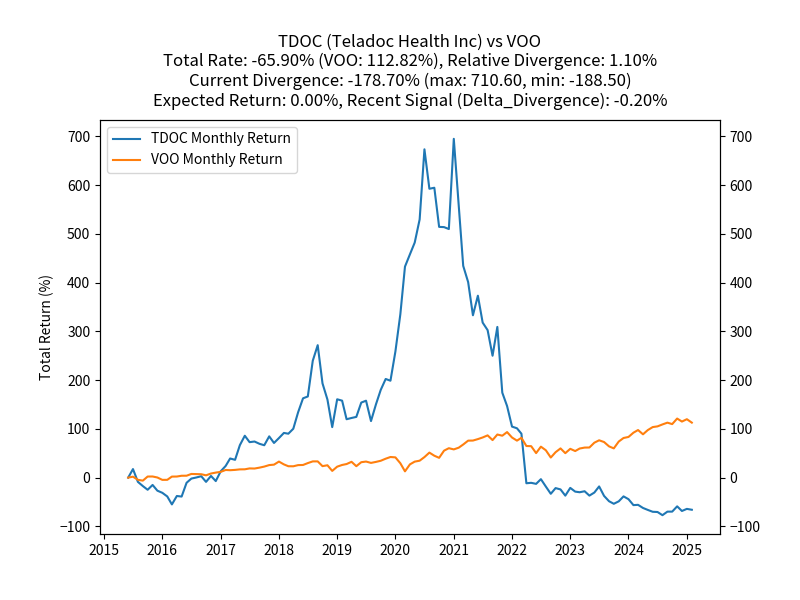 TDOC (Teladoc Health Inc) vs VOO
Total Rate: -65.90% (VOO: 112.82%), Relative Divergence: 1.10%
Current Divergence: -178.70% (max: 710.60, min: -188.50)
Expected Return: 0.00%, Recent Signal (Delta_Divergence): -0.20%
TDOC Monthly Return
VOO Monthly Return
Total Return (%)
700
600
500
400
300
200
100
0
−100
700
600
500
400
300
200
100
0
−100
2015 2016 2017 2018 2019 2020 2021 2022 2023 2024 2025